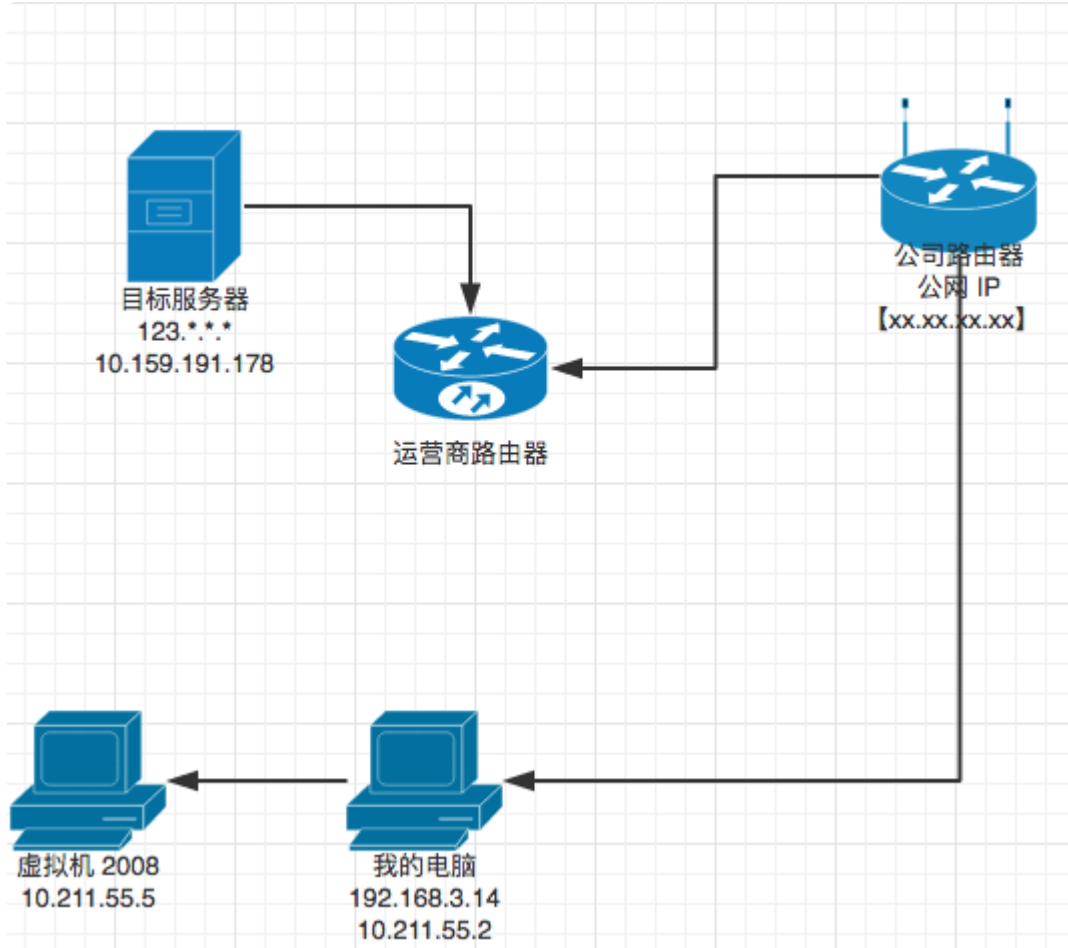 目标服务器
123.*.*.*
10.159.191.178
公司路由器
公网 IP
【xx.xx.xx.xx】
运营商路由器
虚拟机 2008
10.211.55.5
我的电脑
192.168.3.14
10.211.55.2